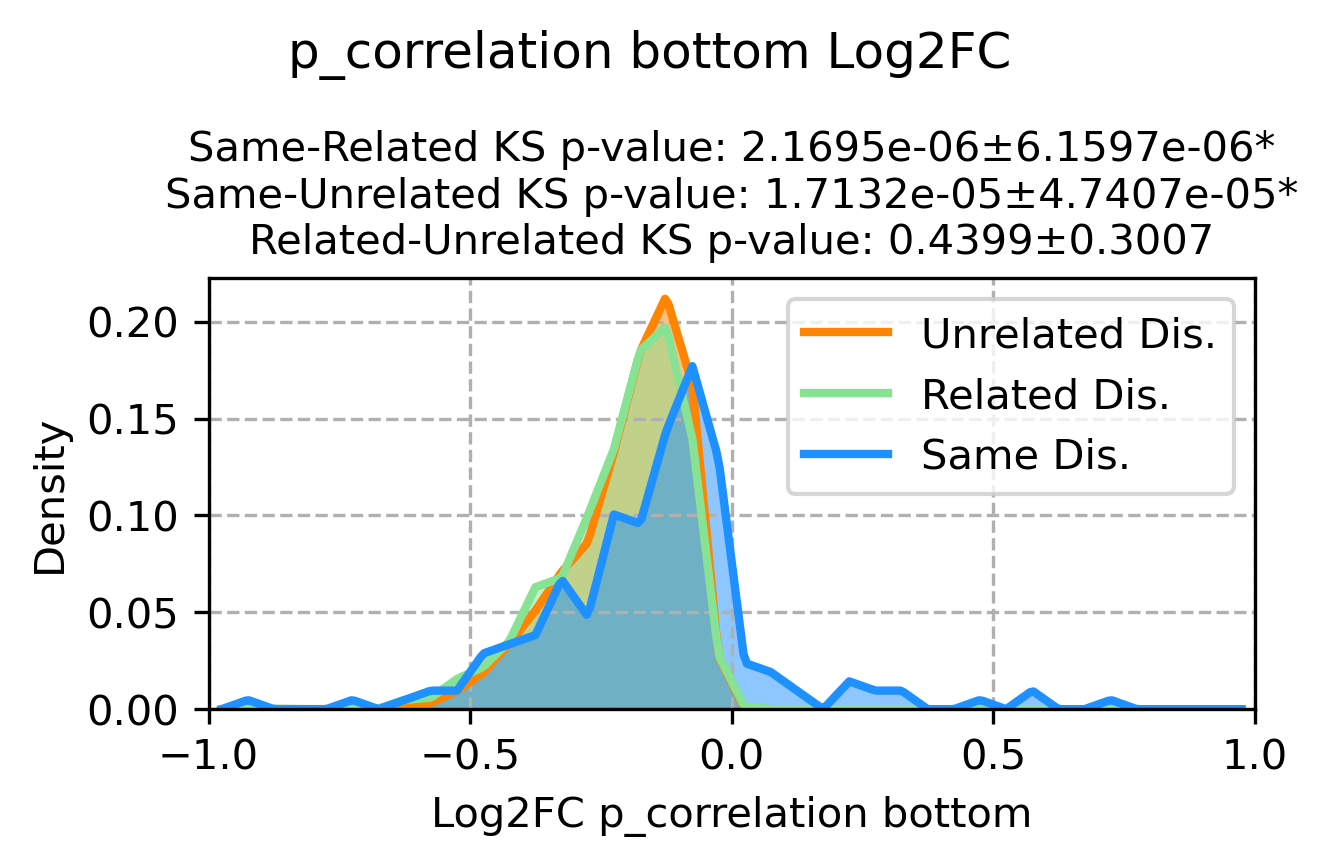 p_correlation bottom Log2FC
Same-Related KS p-value: 2.1695e-06±6.1597e-06*
Same-Unrelated KS p-value: 1.7132e-05±4.7407e-05*
Related-Unrelated KS p-value: 0.4399±0.3007
Density
0.20
0.15
0.10
0.05
0.00
Unrelated Dis.
Related Dis.
Same Dis.
−1.0
−0.5
0.0
0.5
1.0
Log2FC p_correlation bottom